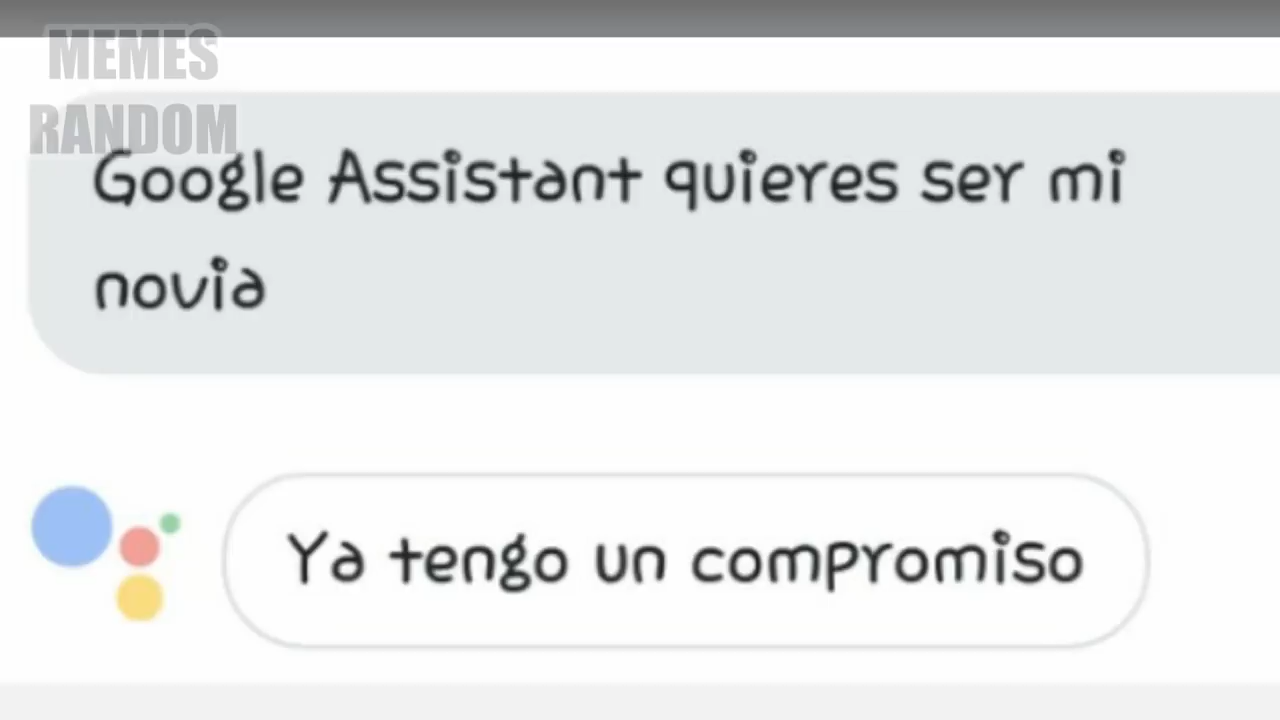 MEMES
RANDOM
Google Assistant quieres ser mi
novia
Ya tengo un compromiso